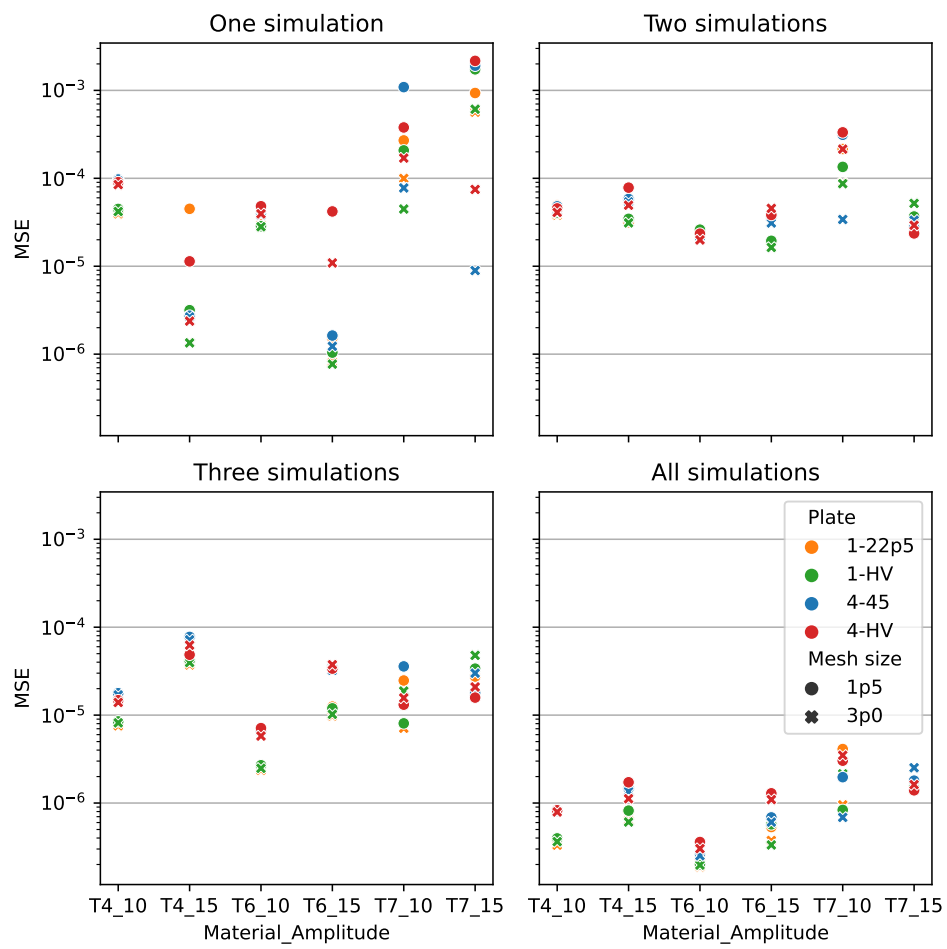 One simulation
Two simulations
MSE
10⁻³
10⁻⁴
10⁻⁵
10⁻⁶
Three simulations
All simulations
MSE
10⁻³
10⁻⁴
10⁻⁵
10⁻⁶
Plate
1-22p5
1-HV
4-45
4-HV
Mesh size
1p5
3p0
T4_10 T4_15 T6_10 T6_15 T7_10 T7_15
T4_10 T4_15 T6_10 T6_15 T7_10 T7_15
Material_Amplitude
Material_Amplitude